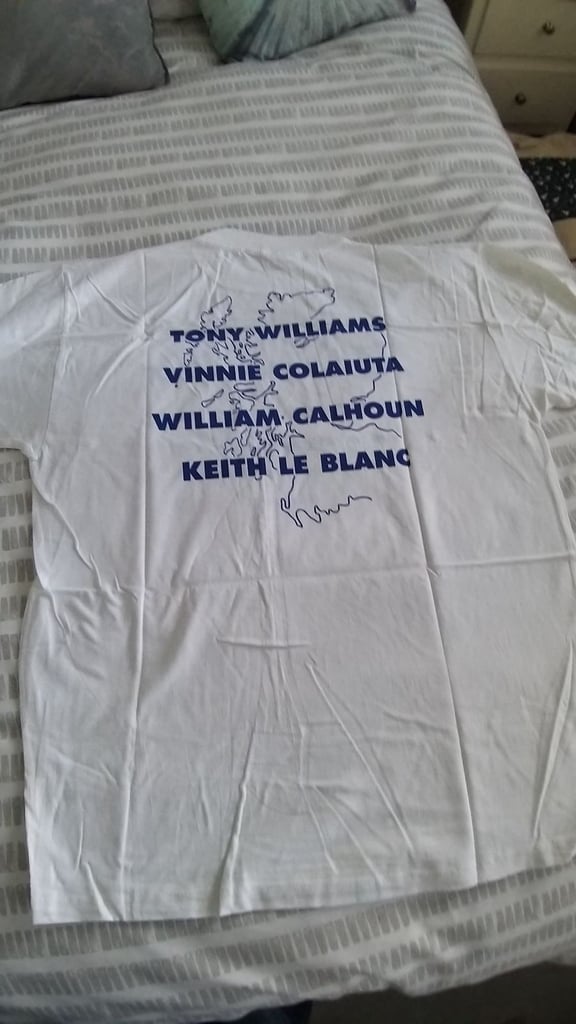 TONY WILLIAMS
VINNIE COLAIUTA
WILLIAM CALHOUN
KEITH LE BLANC